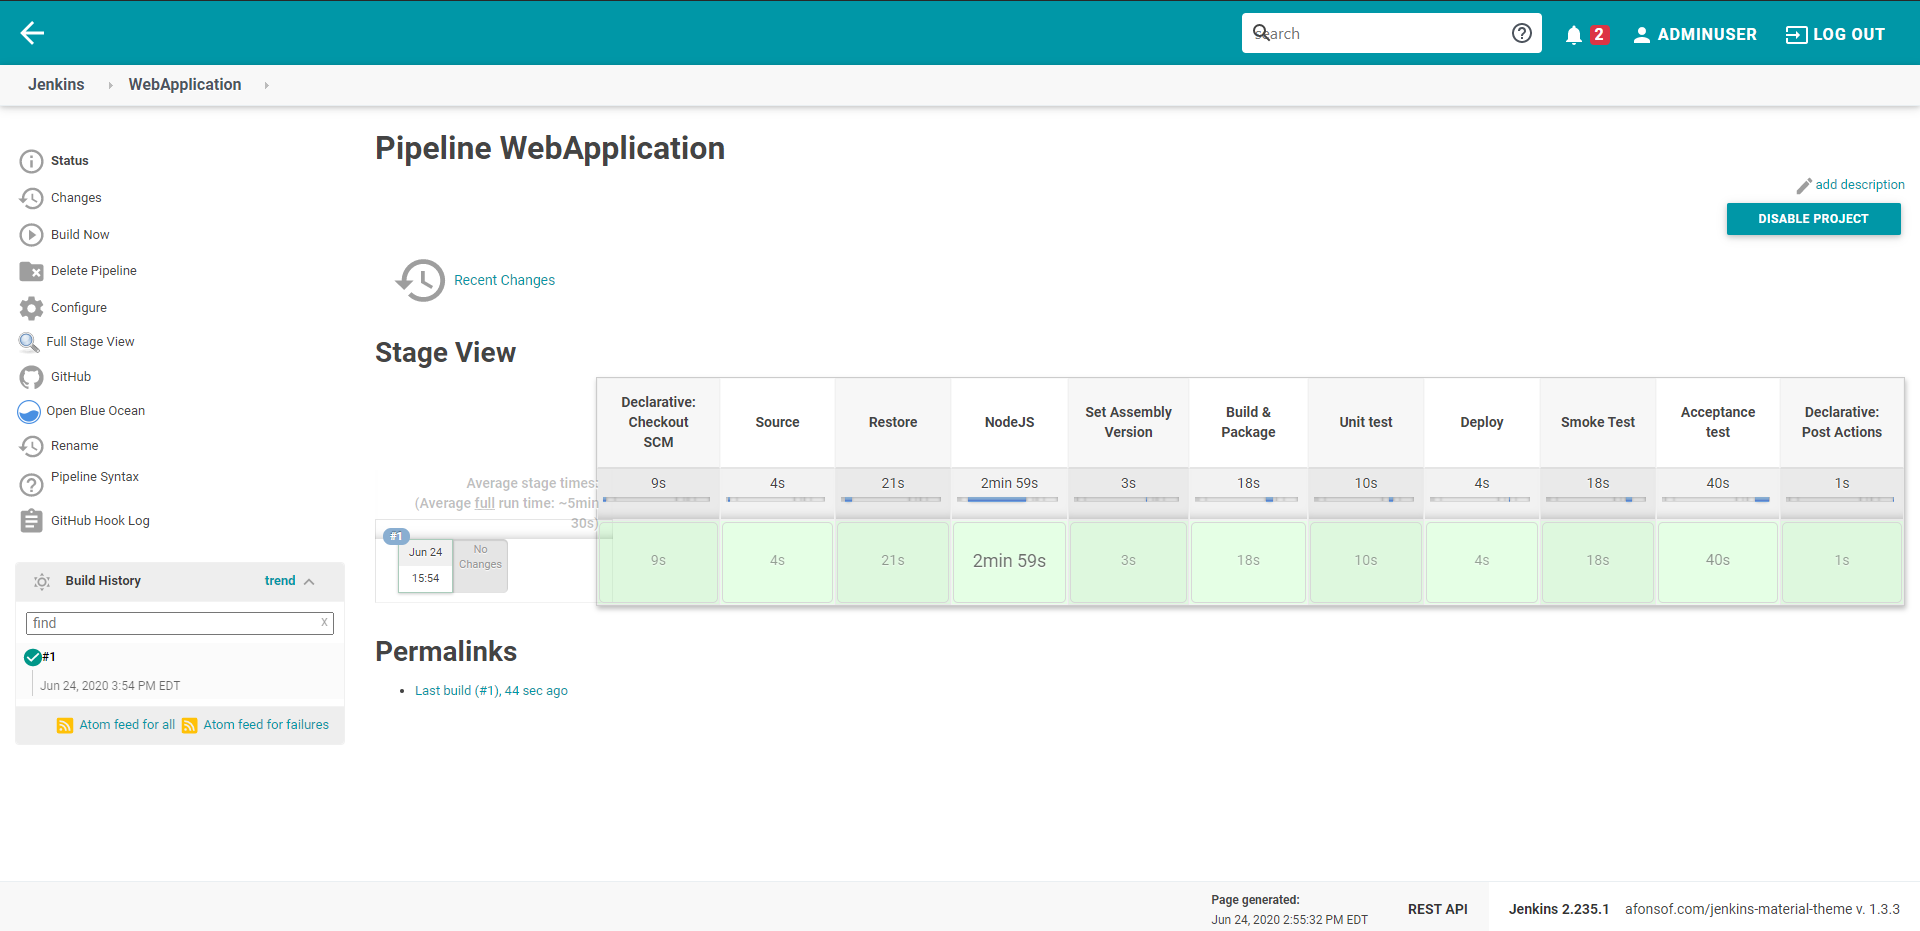 search
2
ADMINUSER
LOG OUT
Jenkins
WebApplication
Pipeline WebApplication
add description
DISABLE PROJECT
Status
Changes
Build Now
Delete Pipeline
Configure
Full Stage View
GitHub
Open Blue Ocean
Rename
Pipeline Syntax
GitHub Hook Log
Build History
trend
find
x
#1
Jun 24, 2020 3:54 PM EDT
Atom feed for all
Atom feed for failures
Recent Changes
Stage View
Declarative:
Checkout
SCM
Source
Restore
NodeJS
Set Assembly
Version
Build &
Package
Unit test
Deploy
Smoke Test
Acceptance
test
Declarative:
Post Actions
Average stage times:
(Average full run time: ~5min
30s)
9s
4s
21s
2min 59s
3s
18s
10s
4s
18s
40s
1s
#1
Jun 24
15:54
No
Changes
9s
4s
21s
2min 59s
3s
18s
10s
4s
18s
40s
1s
Permalinks
Last build (#1), 44 sec ago
Page generated:
Jun 24, 2020 2:55:32 PM EDT
REST API
Jenkins 2.235.1
afonsof.com/jenkins-material-theme v. 1.3.3